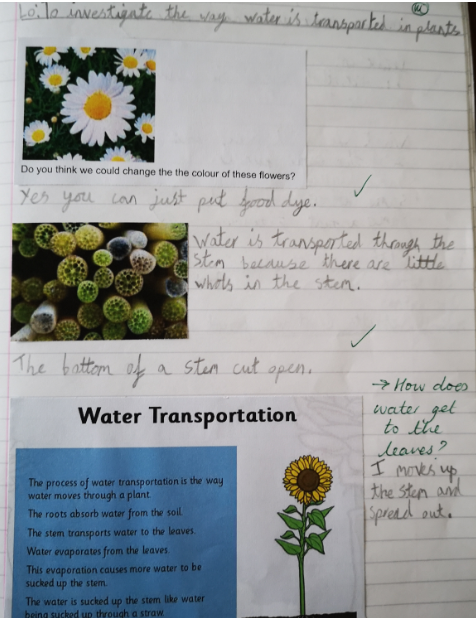 Lo: To investigate the way water is transported in plants
Do you think we could change the the colour of these flowers?
Yes you can just put food dye.
Water is transported through the
stem because there are little
whols in the stem.
The bottom of a stem cut open.
→ How does
water get
to the
leaves?
I moves up
the stem and
spread out.
Water Transportation
The process of water transportation is the way
water moves through a plant.
The roots absorb water from the soil.
The stem transports water to the leaves.
Water evaporates from the leaves.
This evaporation causes more water to be
sucked up the stem.
The water is sucked up the stem like water
being sucked up through a straw.